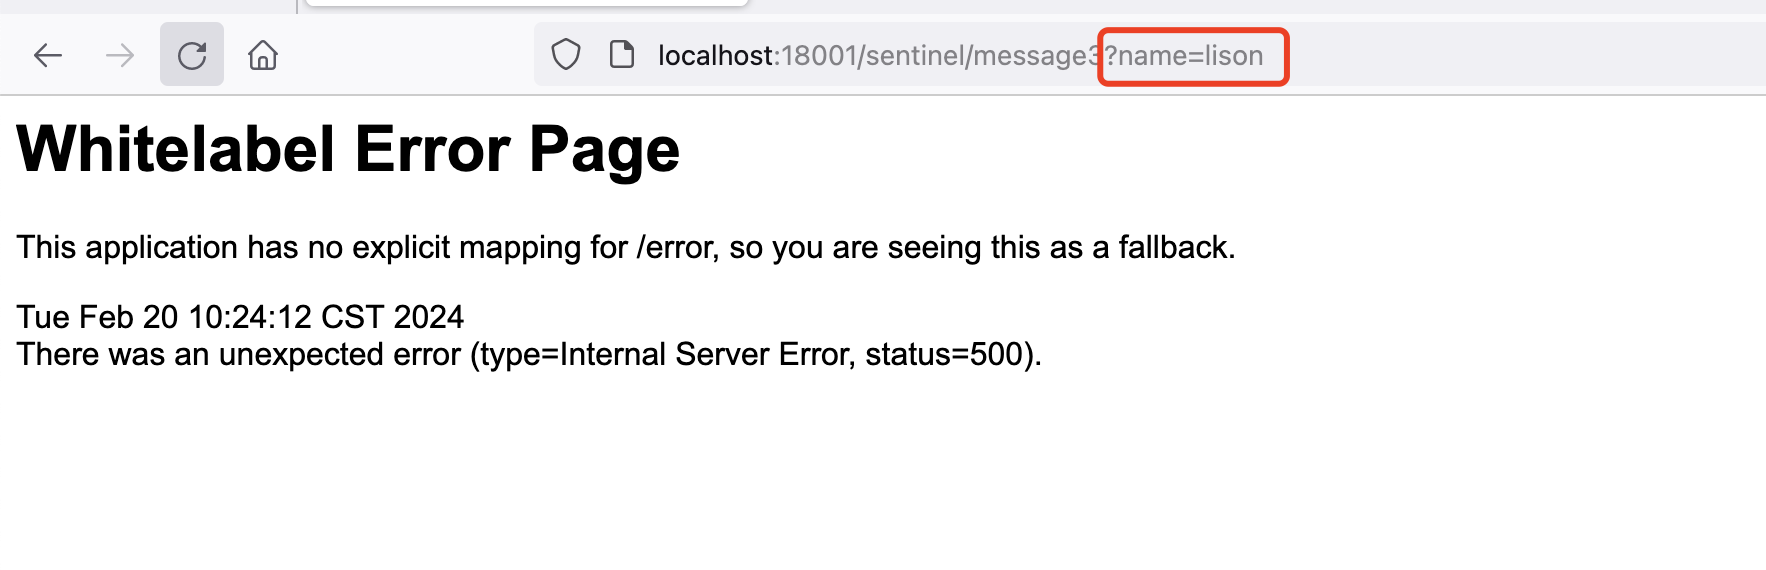 localhost:18001/sentinel/message3?name=lison
Whitelabel Error Page
This application has no explicit mapping for /error, so you are seeing this as a fallback.
Tue Feb 20 10:24:12 CST 2024
There was an unexpected error (type=Internal Server Error, status=500).